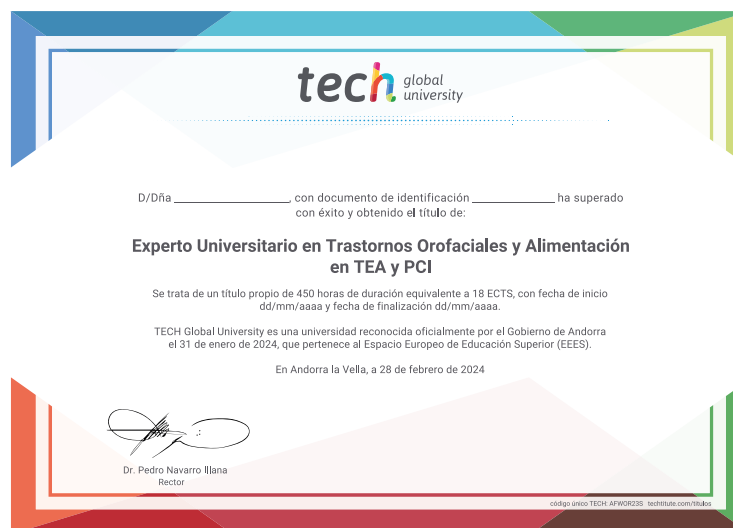 tech global university
D/Dña ________________, con documento de identificación ____________ ha superado
con éxito y obtenido el título de:
Experto Universitario en Trastornos Orofaciales y Alimentación
en TEA y PCI
Se trata de un título propio de 450 horas de duración equivalente a 18 ECTS, con fecha de inicio
dd/mm/aaaa y fecha de finalización dd/mm/aaaa.
TECH Global University es una universidad reconocida oficialmente por el Gobierno de Andorra
el 31 de enero de 2024, que pertenece al Espacio Europeo de Educación Superior (EEES).
En Andorra la Vella, a 28 de febrero de 2024
Dr. Pedro Navarro Illana
Rector
código único TECH: AFWOR23S techtitute.com/titulos